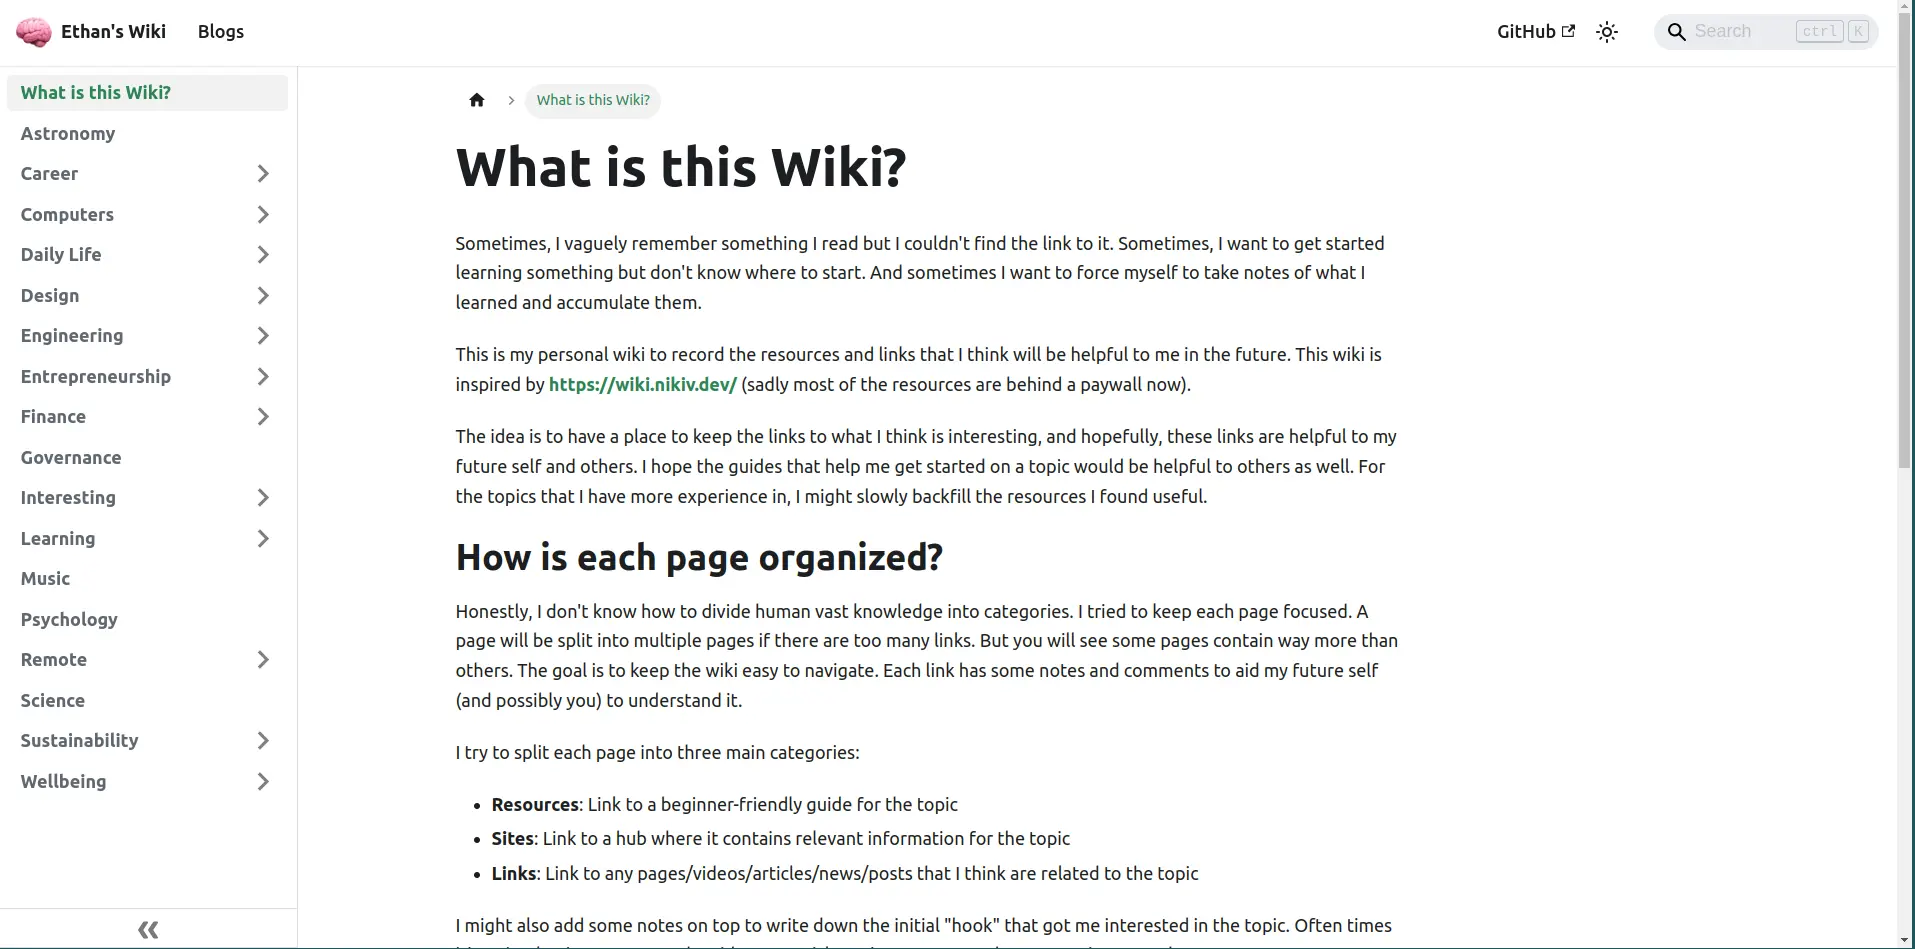 Ethan's Wiki
Blogs
GitHub
Search
ctrl
K
What is this Wiki?
Astronomy
Career
Computers
Daily Life
Design
Engineering
Entrepreneurship
Finance
Governance
Interesting
Learning
Music
Psychology
Remote
Science
Sustainability
Wellbeing
What is this Wiki?
What is this Wiki?
Sometimes, I vaguely remember something I read but I couldn't find the link to it. Sometimes, I want to get started
learning something but don't know where to start. And sometimes I want to force myself to take notes of what I
learned and accumulate them.
This is my personal wiki to record the resources and links that I think will be helpful to me in the future. This wiki is
inspired by https://wiki.nikiv.dev/ (sadly most of the resources are behind a paywall now).
The idea is to have a place to keep the links to what I think is interesting, and hopefully, these links are helpful to my
future self and others. I hope the guides that help me get started on a topic would be helpful to others as well. For
the topics that I have more experience in, I might slowly backfill the resources I found useful.
How is each page organized?
Honestly, I don't know how to divide human vast knowledge into categories. I tried to keep each page focused. A
page will be split into multiple pages if there are too many links. But you will see some pages contain way more than
others. The goal is to keep the wiki easy to navigate. Each link has some notes and comments to aid my future self
(and possibly you) to understand it.
I try to split each page into three main categories:
• Resources: Link to a beginner-friendly guide for the topic
• Sites: Link to a hub where it contains relevant information for the topic
• Links: Link to any pages/videos/articles/news/posts that I think are related to the topic
I might also add some notes on top to write down the initial "hook" that got me interested in the topic. Often times